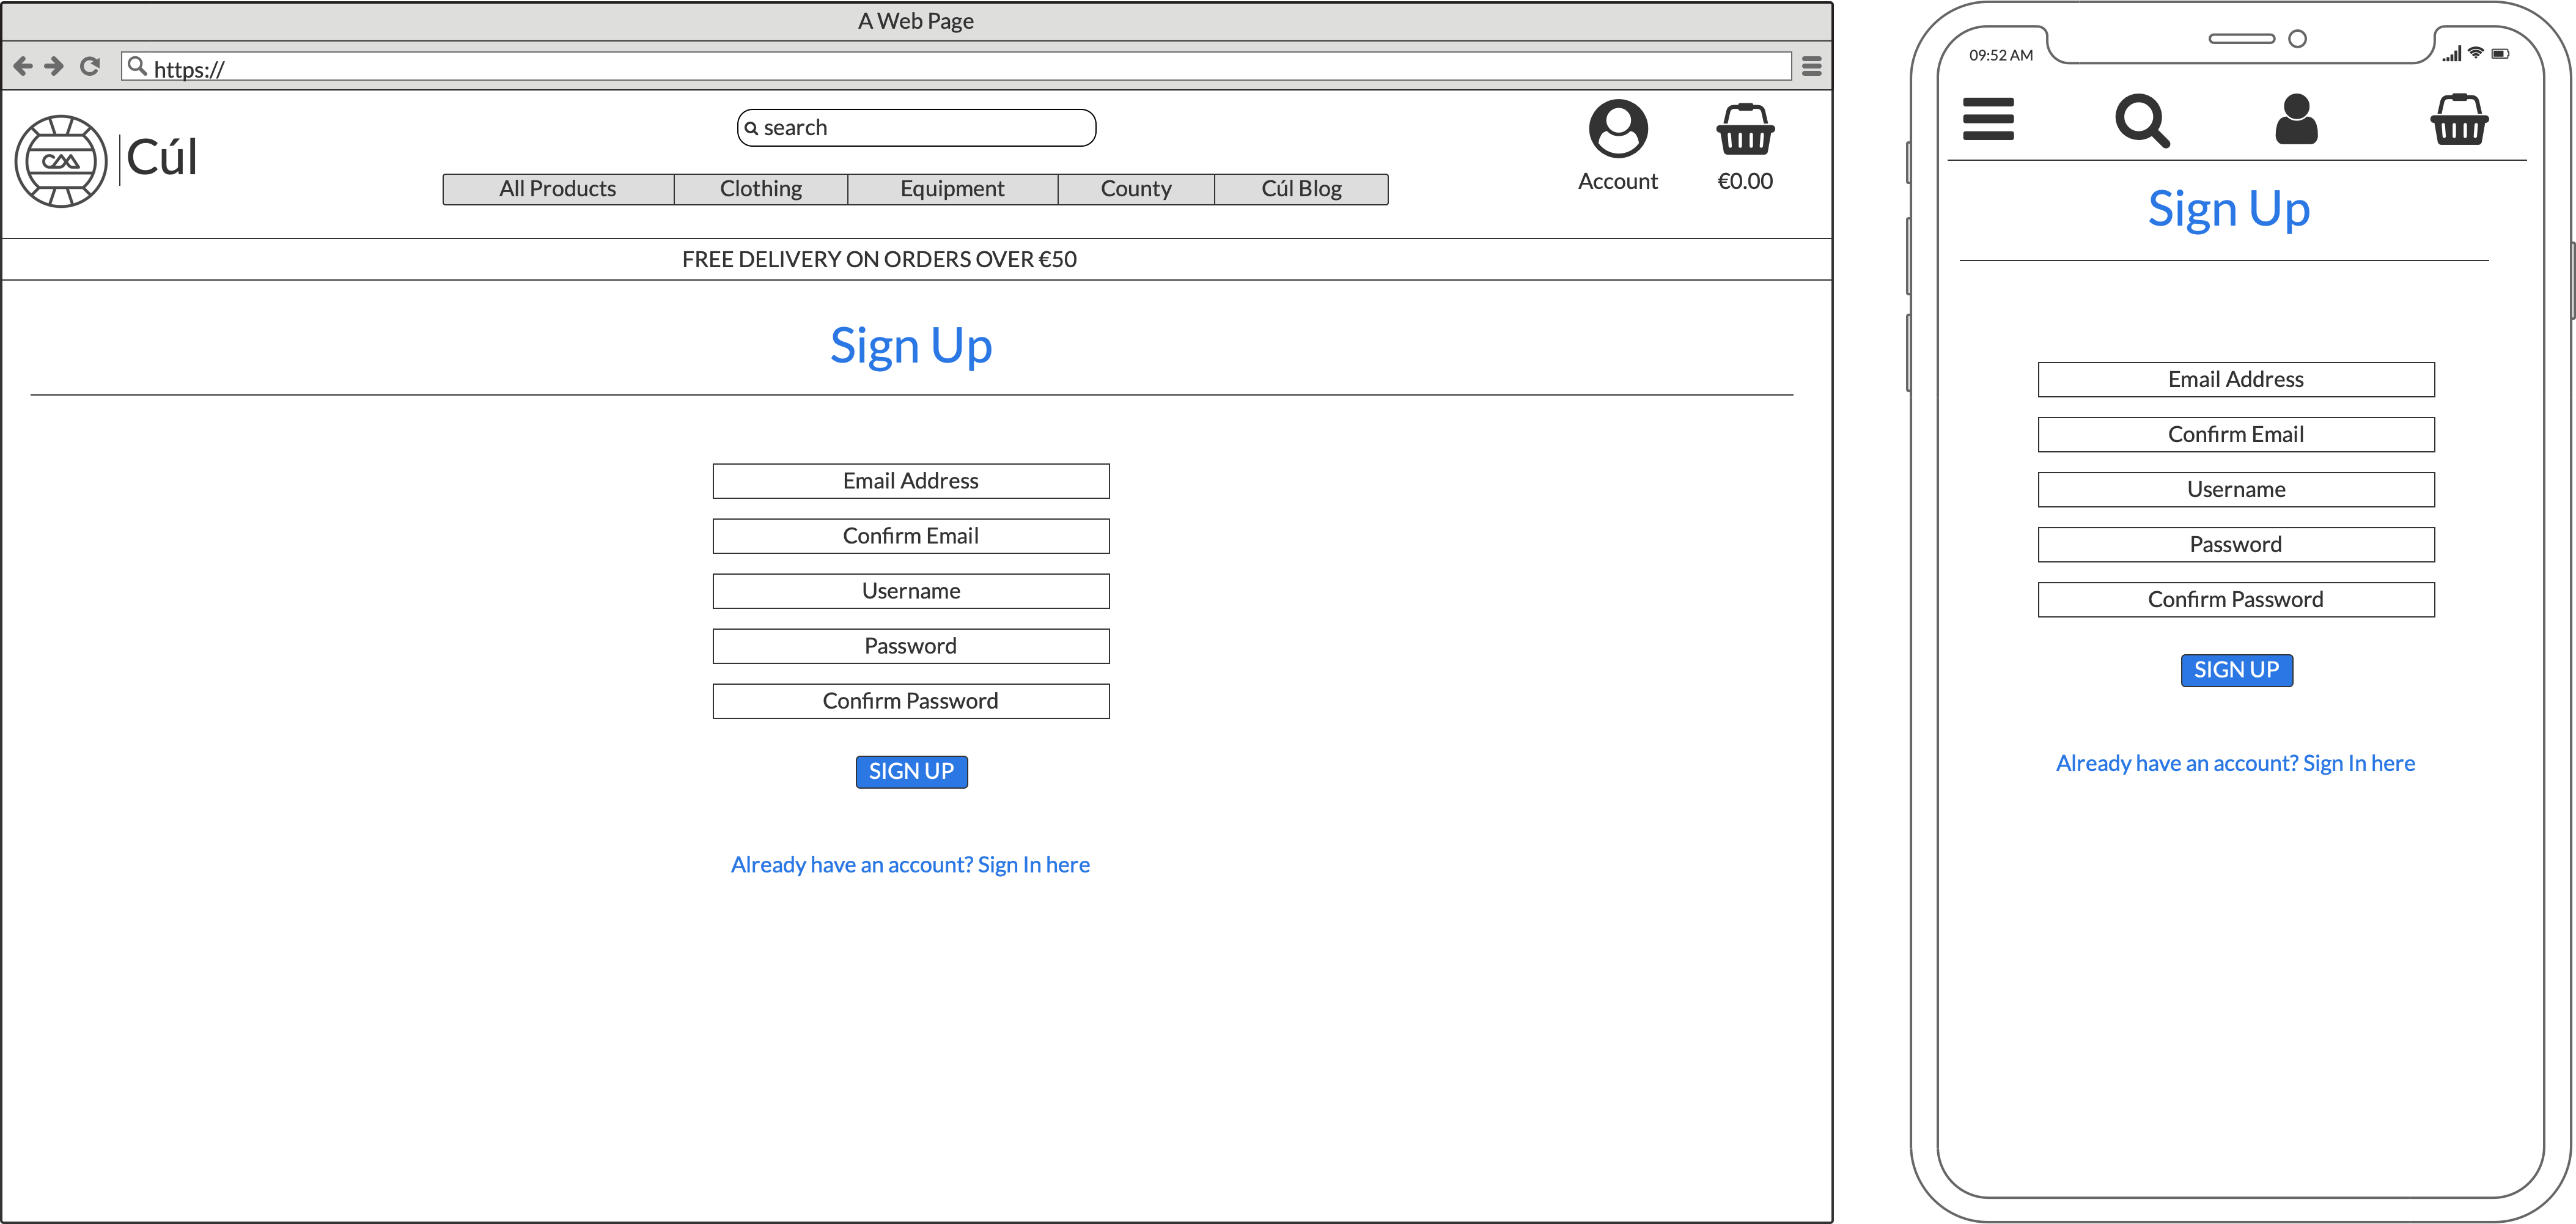 A Web Page
https://
Cúl
search
Account
€0.00
All Products Clothing Equipment County Cúl Blog
FREE DELIVERY ON ORDERS OVER €50
Sign Up
Email Address
Confirm Email
Username
Password
Confirm Password
SIGN UP
Already have an account? Sign In here
09:52 AM
Sign Up
Email Address
Confirm Email
Username
Password
Confirm Password
SIGN UP
Already have an account? Sign In here